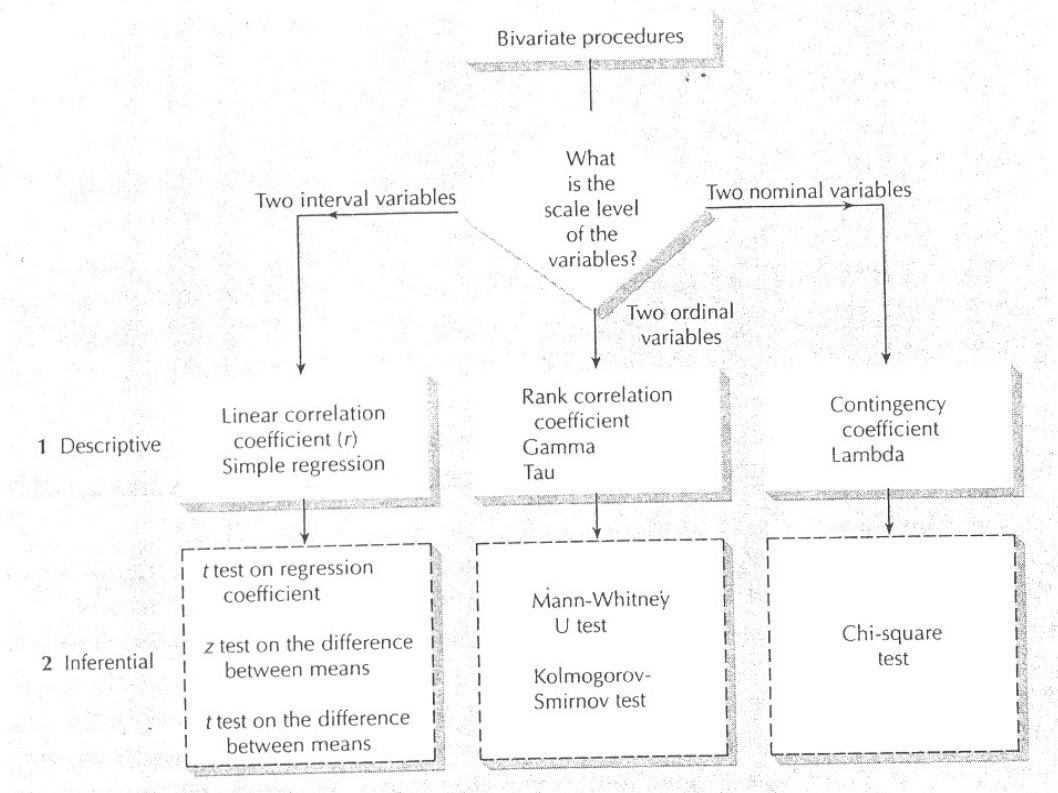 Bivariate procedures
What
is the
scale level
of the
variables?
Two interval variables
Two nominal variables
Two ordinal
variables
1 Descriptive
Linear correlation
coefficient (r)
Simple regression
Rank correlation
coefficient
Gamma
Tau
Contingency
coefficient
Lambda
2 Inferential
t test on regression
coefficient
z test on the difference
between means
t test on the difference
between means
Mann-Whitney
U test
Kolmogorov-
Smirnov test
Chi-square
test